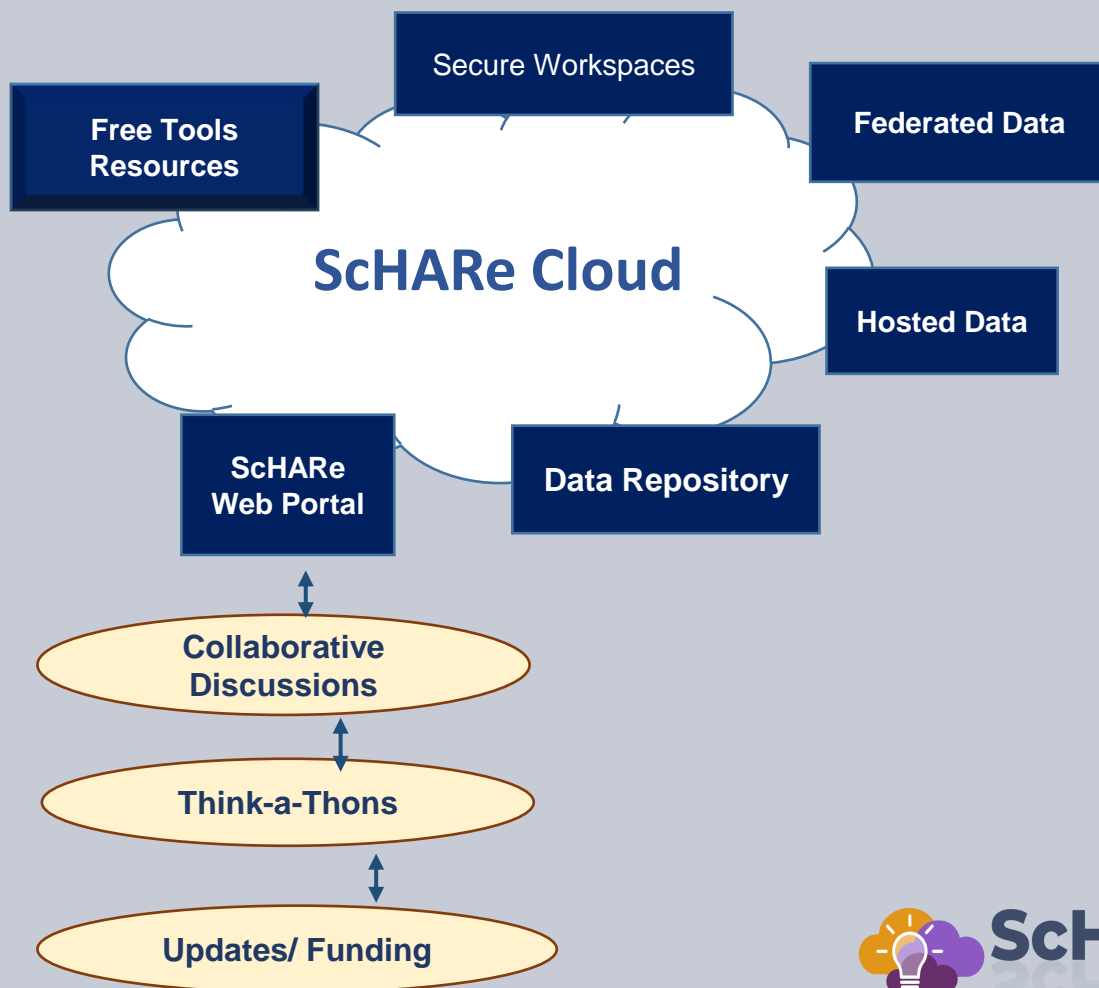 Secure Workspaces
Free Tools
Resources
Federated Data
ScHARe Cloud
Hosted Data
ScHARe
Web Portal
Data Repository
Collaborative
Discussions
Think-a-Thons
Updates/ Funding
ScH